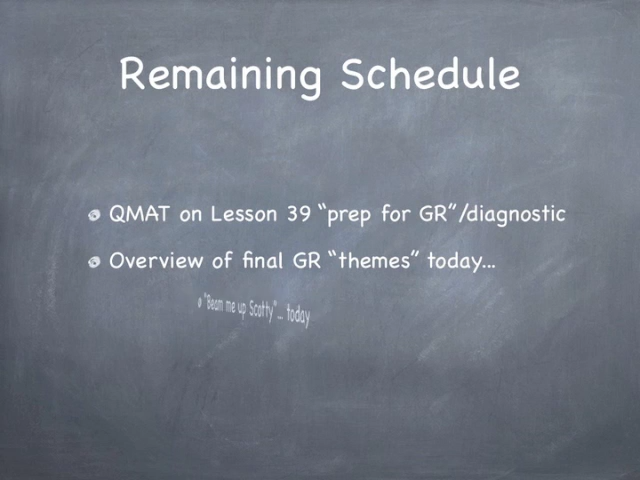 Remaining Schedule
QMAT on Lesson 39 “prep for GR”/diagnostic
Overview of final GR “themes” today...
"Beam me up Scotty"... today